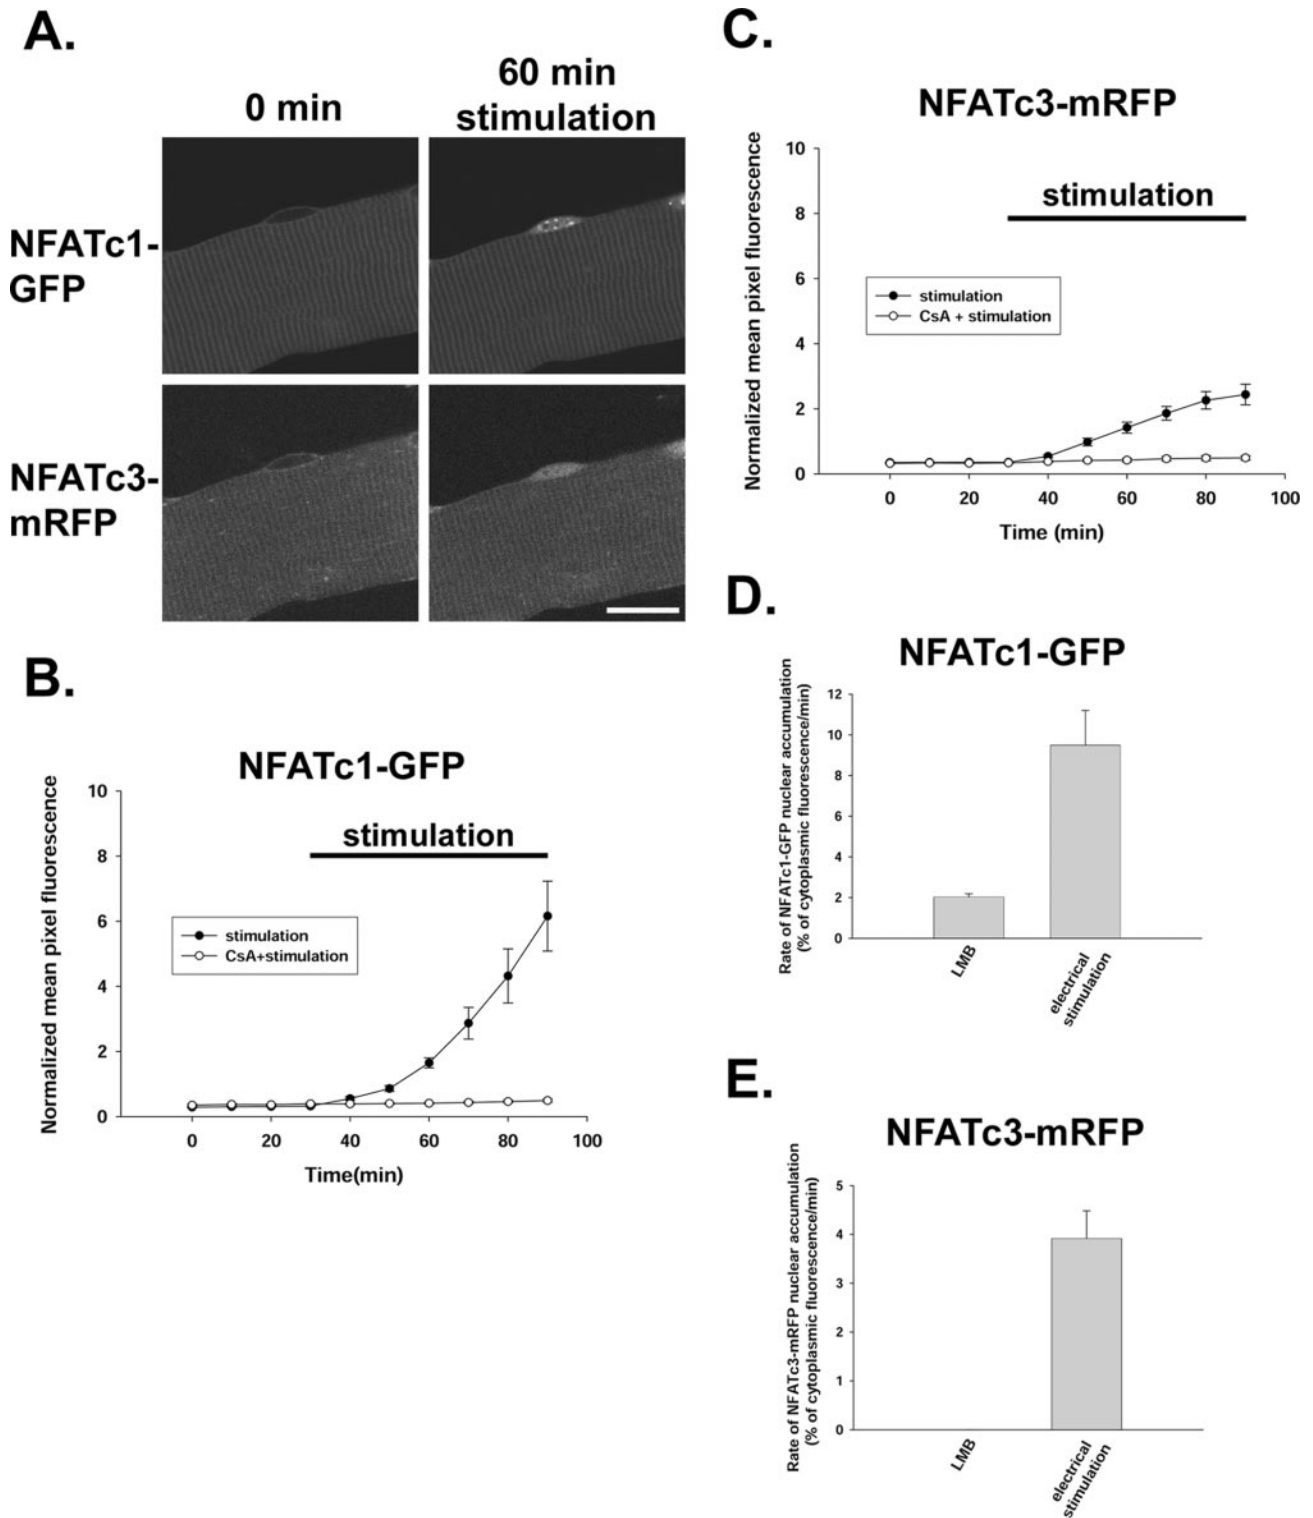 A.
0 min
60 min
stimulation
NFATc1-
GFP
NFATc3-
mRFP
B.
NFATc1-GFP
Normalized mean pixel fluorescence
10
8
6
4
2
0
stimulation
stimulation
CsA+stimulation
0
20
40
60
80
100
Time(min)
C.
NFATc3-mRFP
Normalized mean pixel fluorescence
10
8
6
4
2
0
stimulation
stimulation
CsA + stimulation
0
20
40
60
80
100
Time (min)
D.
NFATc1-GFP
Rate of NFATc1-GFP nuclear accumulation
(% of cytoplasmic fluorescence/min)
12
10
8
6
4
2
0
LMB
electrical
stimulation
E.
NFATc3-mRFP
Rate of NFATc3-mRFP nuclear accumulation
(% of cytoplasmic fluorescence/min)
5
4
3
2
1
0
LMB
electrical
stimulation